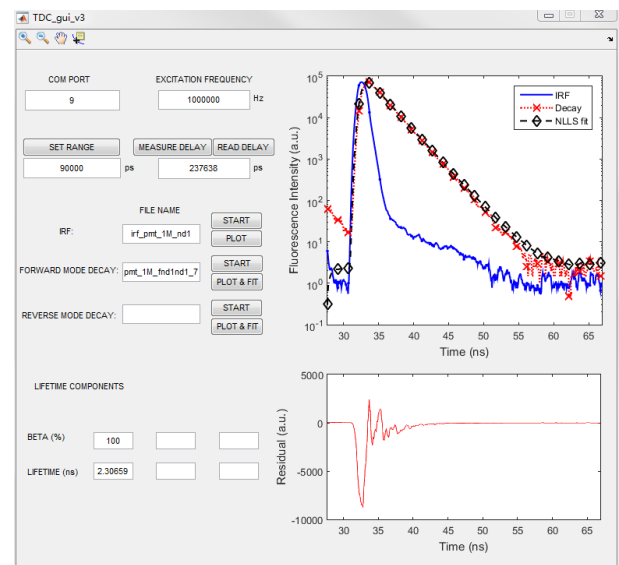 TDC_gui_v3
COM PORT EXCITATION FREQUENCY
9 1000000 Hz
SET RANGE MEASURE DELAY READ DELAY
90000 ps 237638 ps
FILE NAME
IRF: irf_pmt_1M_nd1 START
PLOT
FORWARD MODE DECAY: pmt_1M_fnd1nd1_7 START
PLOT & FIT
REVERSE MODE DECAY: START
PLOT & FIT
LIFETIME COMPONENTS
BETA (%) 100
LIFETIME (ns) 2.30659
Fluorescence Intensity (a.u.)
10^5
10^4
10^3
10^2
10^1
10^0
10^-1
IRF
Decay
NLLS fit
30 35 40 45 50 55 60 65
Time (ns)
Residual (a.u.)
5000
0
-5000
-10000
30 35 40 45 50 55 60 65
Time (ns)